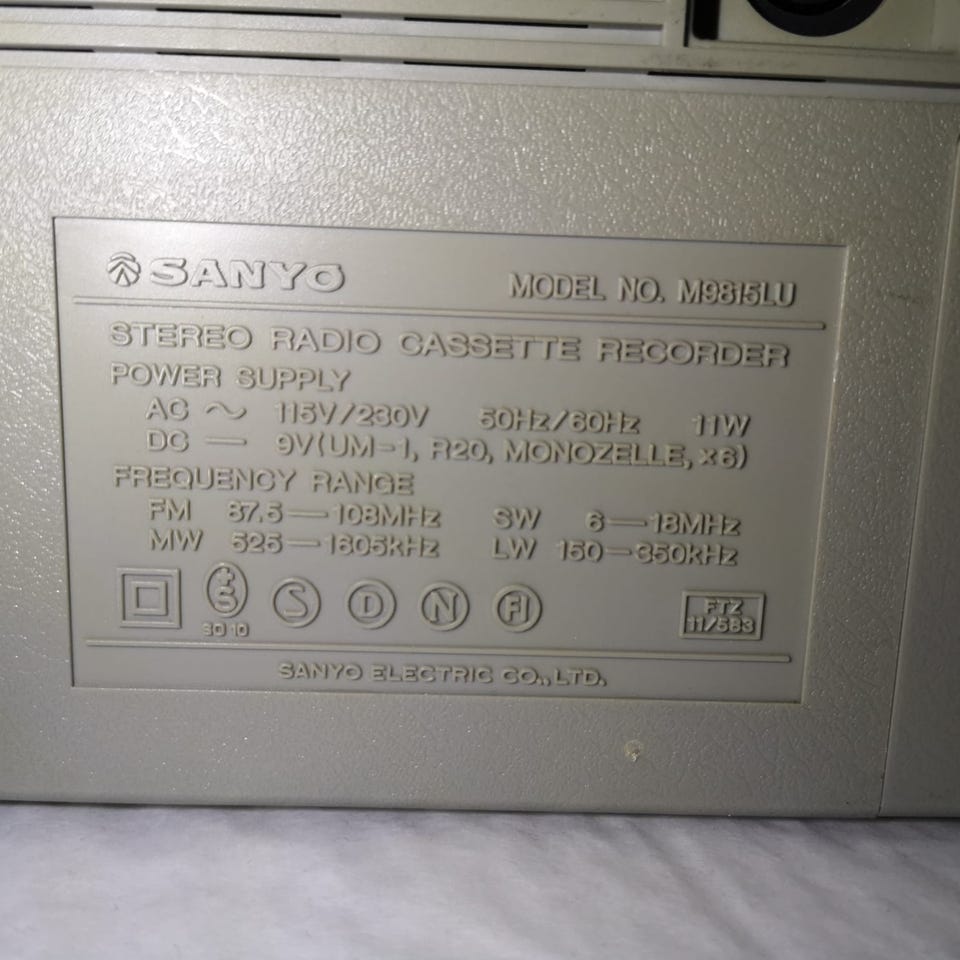 SANYO MODEL NO. M9815LU
STEREO RADIO CASSETTE RECORDER
POWER SUPPLY
AC ~ 115V/230V 50Hz/60Hz 11W
DC — 9V(UM-1, R20, MONOZELLE, x6)
FREQUENCY RANGE
FM 87.5—108MHz SW 6—18MHz
MW 525—1605kHz LW 150—350kHz
S D N FI FTZ
11/583
SANYO ELECTRIC CO., LTD.